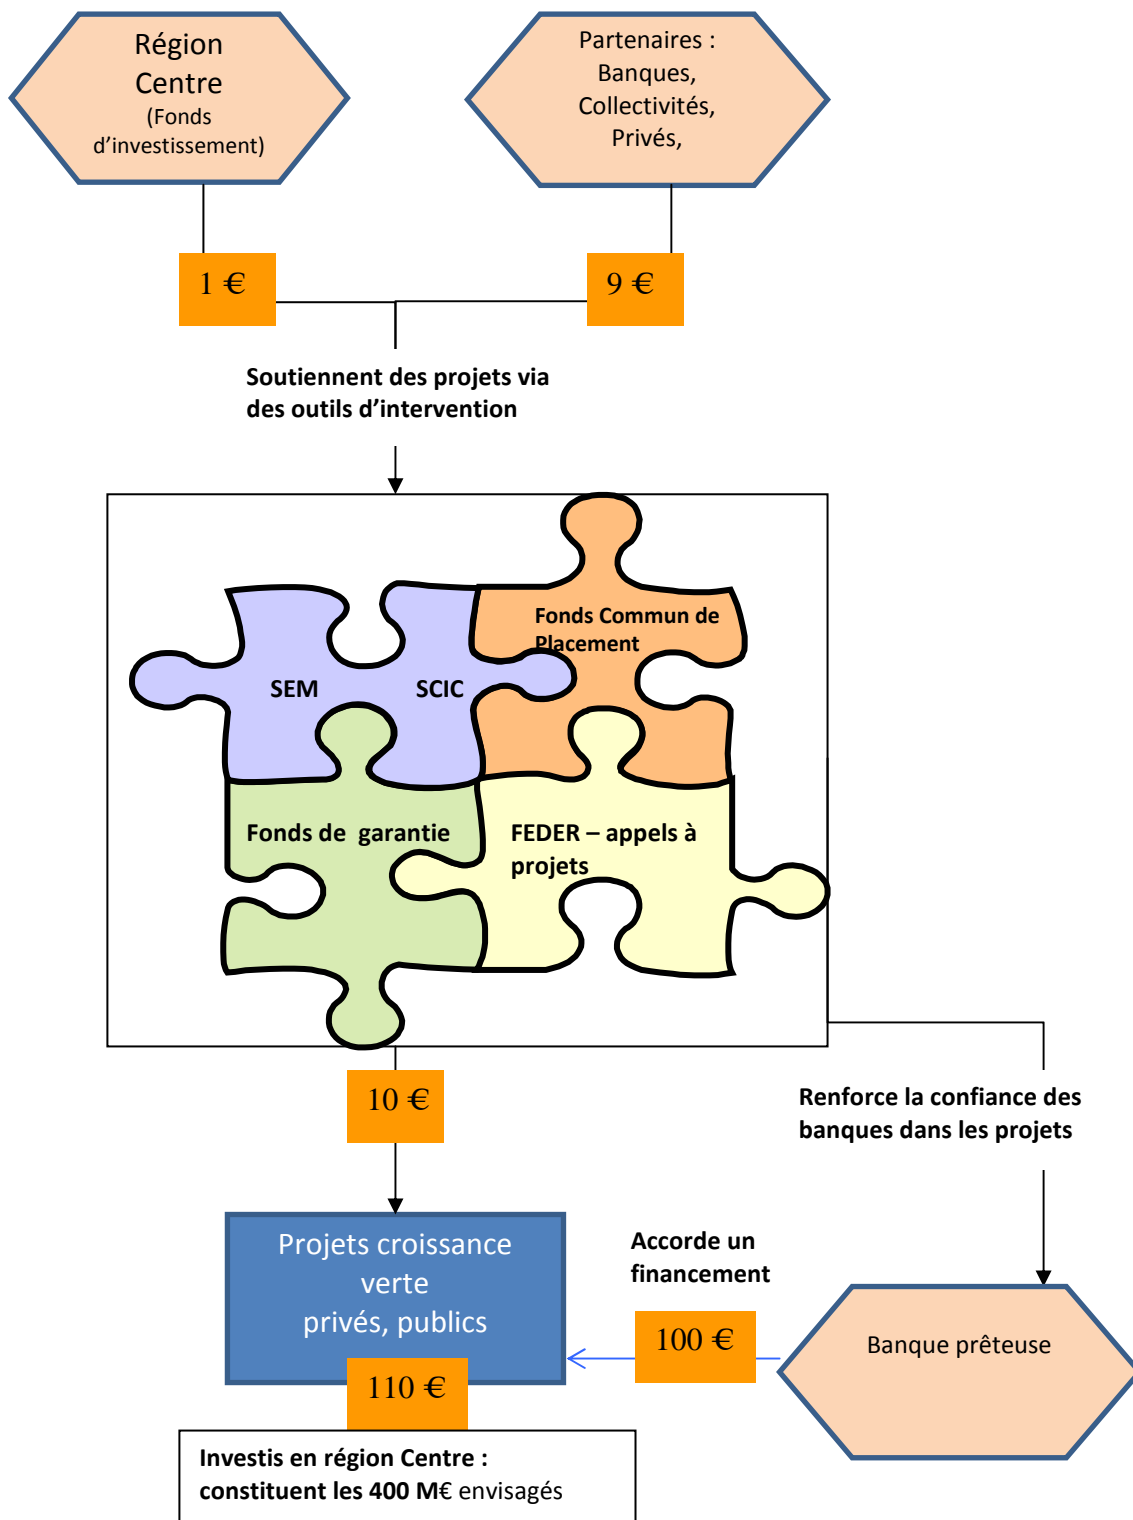 Région
Centre
(Fonds
d’investissement)
Partenaires :
Banques,
Collectivités,
Privés,
1 €
9 €
Soutiennent des projets via
des outils d’intervention
Fonds Commun de
Placement
SEM
SCIC
Fonds de  garantie
FEDER – appels à
projets
10 €
Renforce la confiance des
banques dans les projets
Projets croissance
verte
privés, publics
Accorde un
financement
100 €
Banque prêteuse
110 €
Investis en région Centre :
constituent les 400 M€ envisagés